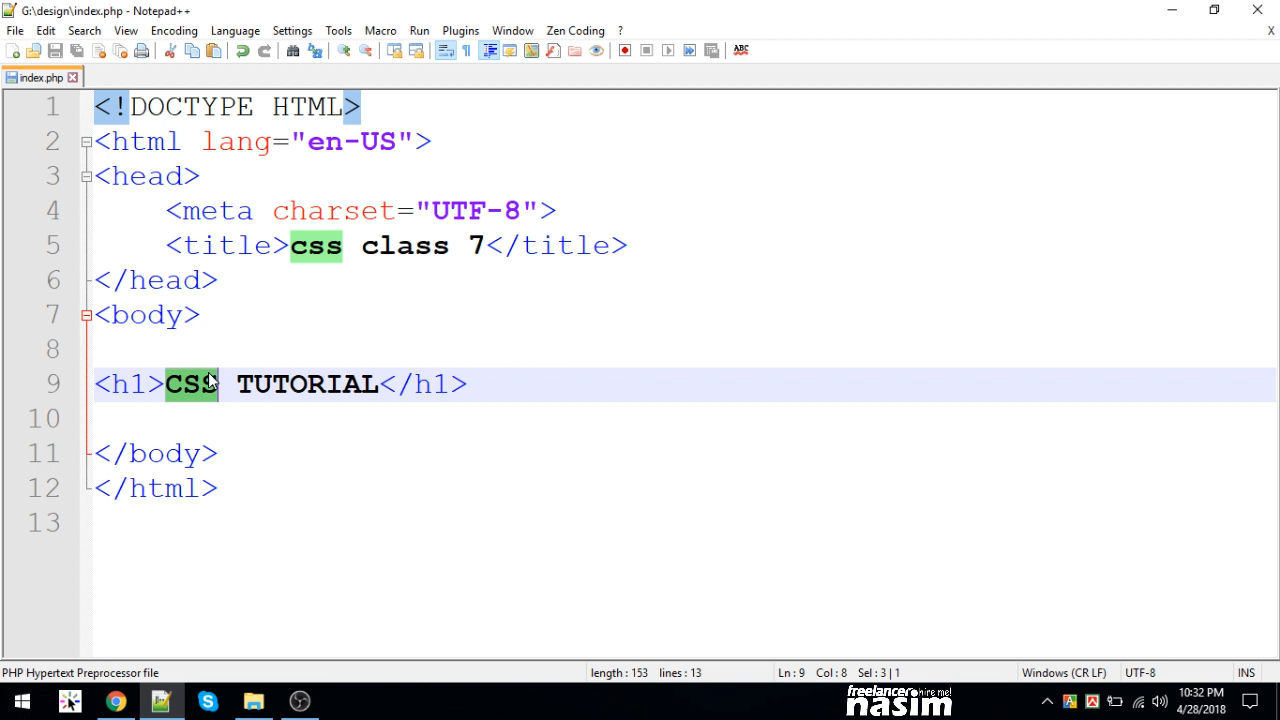 G:\design\index.php - Notepad++
File Edit Search View Encoding Language Settings Tools Macro Run Plugins Window Zen Coding ? X
ABC
index.php
1 <!DOCTYPE HTML>
2 <html lang="en-US">
3 <head>
4 <meta charset="UTF-8">
5 <title>css class 7</title>
6 </head>
7 <body>
8
9 <h1>CSS TUTORIAL</h1>
10
11 </body>
12 </html>
13
PHP Hypertext Preprocessor file length : 153 lines : 13 Ln : 9 Col : 8 Sel : 3 | 1 Windows (CR LF) UTF-8 INS
freelancer hire me!
nasim
10:32 PM
4/28/2018